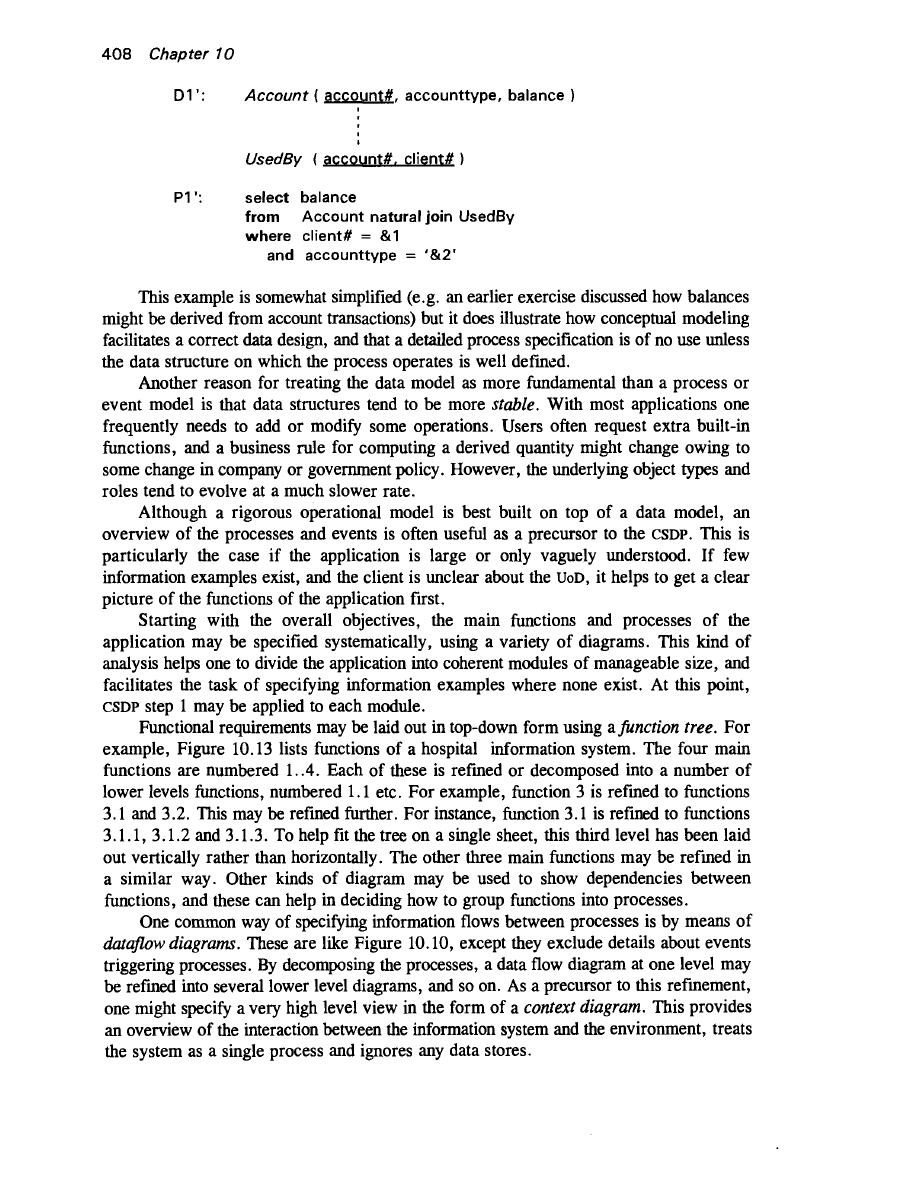 408 Chapter 10
D1': Account ( account#, accounttype, balance )
UsedBy ( account#, client# )
P1': select balance
from Account natural join UsedBy
where client# = &1
and accounttype = '&2'
This example is somewhat simplified (e.g. an earlier exercise discussed how balances
might be derived from account transactions) but it does illustrate how conceptual modeling
facilitates a correct data design, and that a detailed process specification is of no use unless
the data structure on which the process operates is well defined.
Another reason for treating the data model as more fundamental than a process or
event model is that data structures tend to be more stable. With most applications one
frequently needs to add or modify some operations. Users often request extra built-in
functions, and a business rule for computing a derived quantity might change owing to
some change in company or government policy. However, the underlying object types and
roles tend to evolve at a much slower rate.
Although a rigorous operational model is best built on top of a data model, an
overview of the processes and events is often useful as a precursor to the CSDP. This is
particularly the case if the application is large or only vaguely understood. If few
information examples exist, and the client is unclear about the UoD, it helps to get a clear
picture of the functions of the application first.
Starting with the overall objectives, the main functions and processes of the
application may be specified systematically, using a variety of diagrams. This kind of
analysis helps one to divide the application into coherent modules of manageable size, and
facilitates the task of specifying information examples where none exist. At this point,
CSDP step 1 may be applied to each module.
Functional requirements may be laid out in top-down form using a function tree. For
example, Figure 10.13 lists functions of a hospital information system. The four main
functions are numbered 1..4. Each of these is refined or decomposed into a number of
lower levels functions, numbered 1.1 etc. For example, function 3 is refined to functions
3.1 and 3.2. This may be refined further. For instance, function 3.1 is refined to functions
3.1.1, 3.1.2 and 3.1.3. To help fit the tree on a single sheet, this third level has been laid
out vertically rather than horizontally. The other three main functions may be refined in
a similar way. Other kinds of diagram may be used to show dependencies between
functions, and these can help in deciding how to group functions into processes.
One common way of specifying information flows between processes is by means of
dataflow diagrams. These are like Figure 10.10, except they exclude details about events
triggering processes. By decomposing the processes, a data flow diagram at one level may
be refined into several lower level diagrams, and so on. As a precursor to this refinement,
one might specify a very high level view in the form of a context diagram. This provides
an overview of the interaction between the information system and the environment, treats
the system as a single process and ignores any data stores.